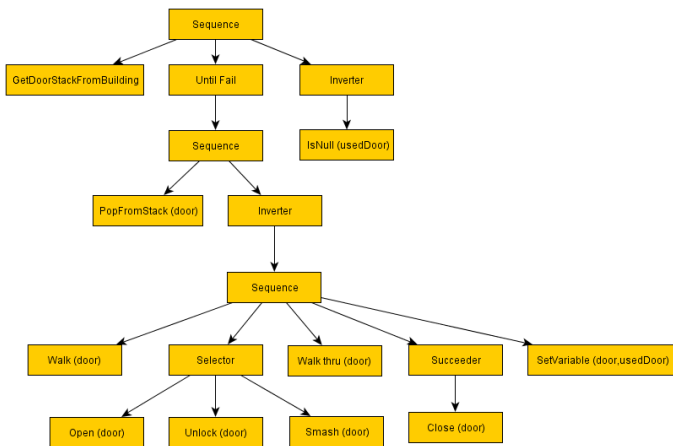 Sequence
GetDoorStackFromBuilding
Until Fail
Inverter
IsNull (usedDoor)
Sequence
PopFromStack (door)
Inverter
Sequence
Walk (door)
Selector
Walk thru (door)
Succeeder
SetVariable (door,usedDoor)
Open (door)
Unlock (door)
Smash (door)
Close (door)